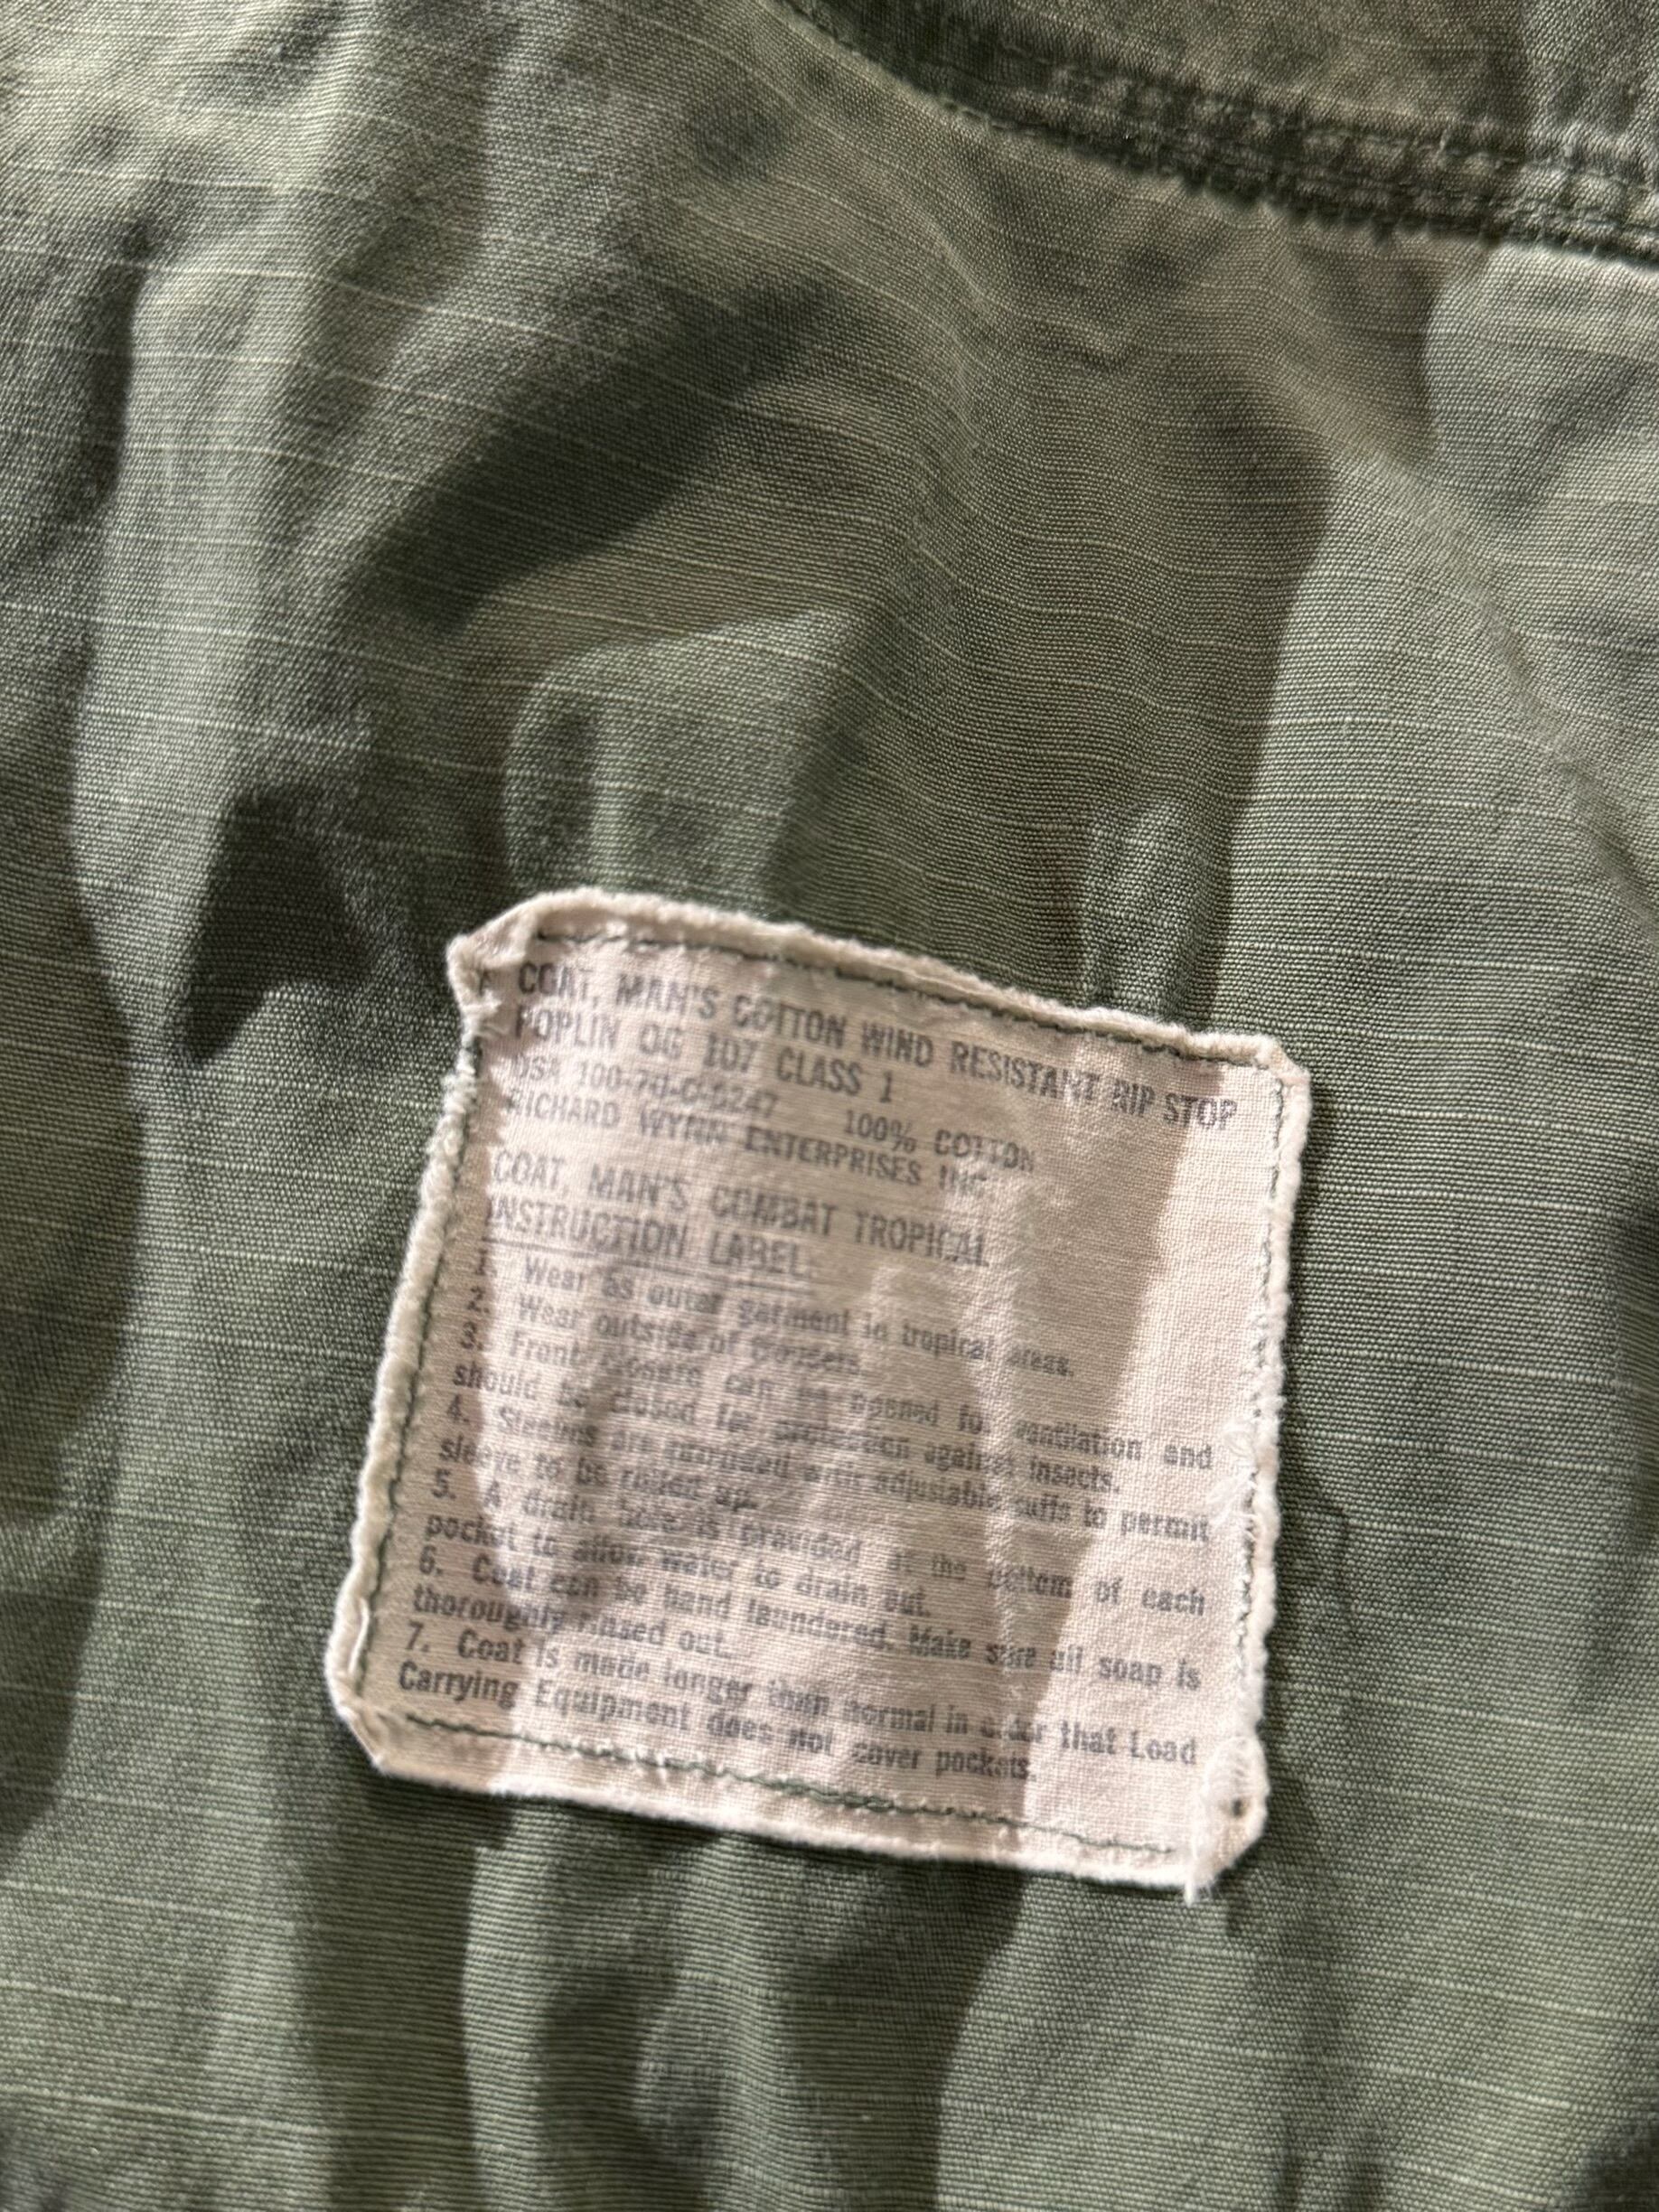 COAT, MAN'S COTTON WIND RESISTANT RIP STOP
POPLIN OG 107 CLASS 1
DSA 100-70-C- 100% COTTON
RICHARD WYNN ENTERPRISES INC
COAT, MAN'S COMBAT TROPICAL
INSTRUCTION LABEL
1. Wear as outer garment in tropical areas.
2. Wear outside of trousers.
3. Front closure can be opened for ventilation and
should be closed for protection against insects.
4. Sleeves are provided with adjustable cuffs to permit
sleeve to be rolled up.
5. A drain hole is provided at the bottom of each
pocket to allow water to drain out.
6. Coat can be hand laundered. Make sure all soap is
thoroughly rinsed out.
7. Coat is made longer than normal in order that Load
Carrying Equipment does not cover pockets.